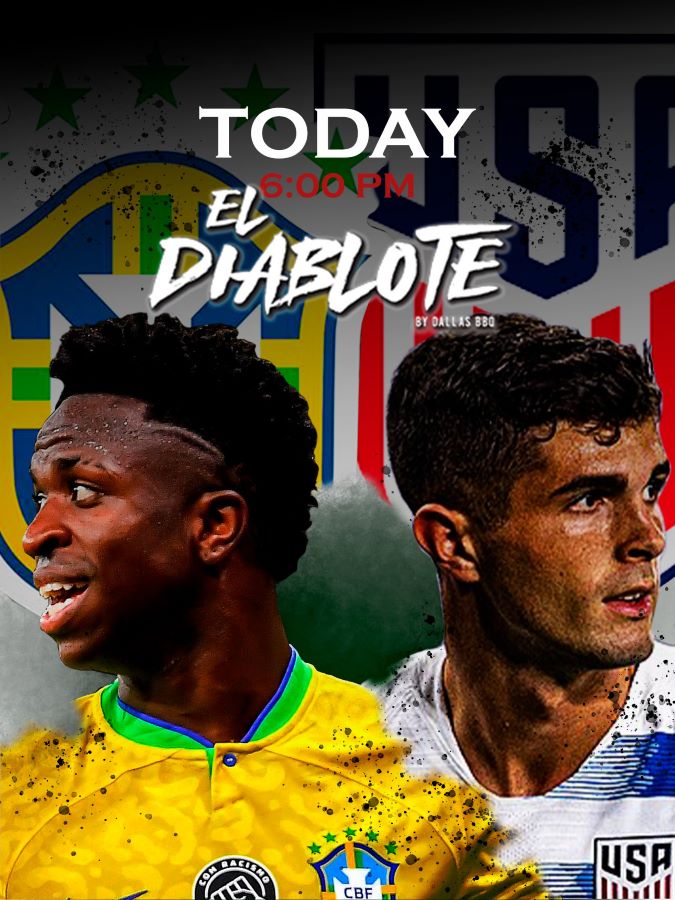 USA
TODAY
6:00 PM
EL
DIABLOTE
BY DALLAS BBQ
COM RACISMO
CBF
USA